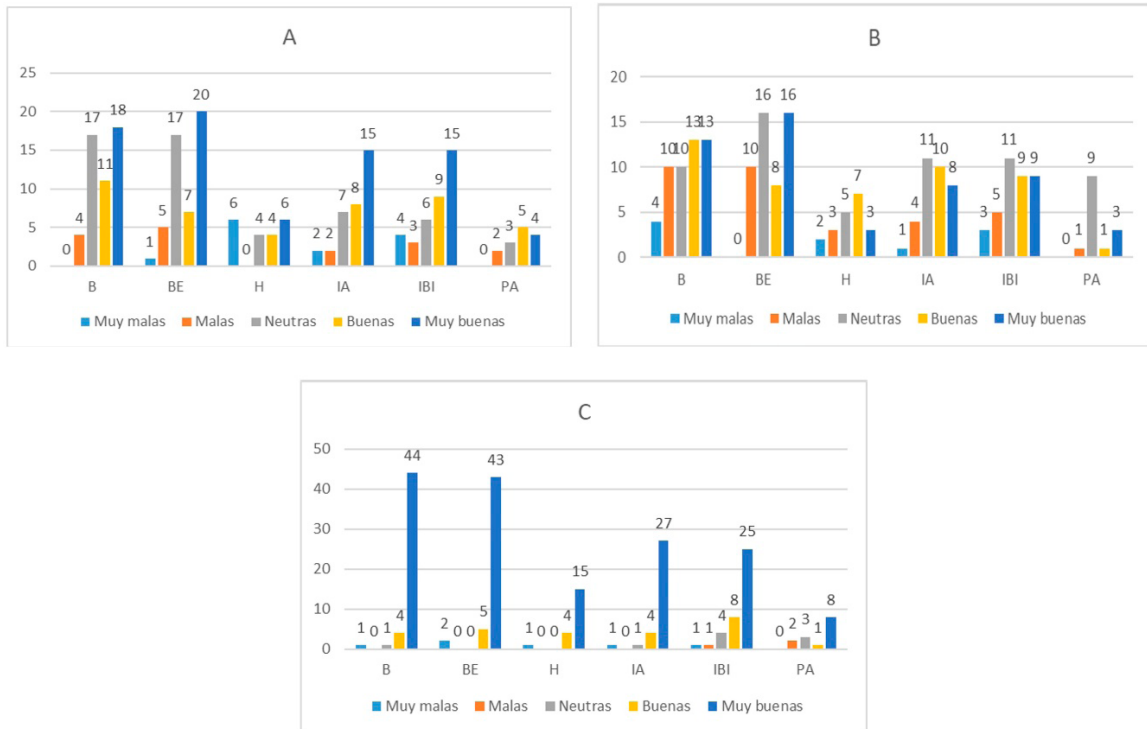 A
25
20
15
10
5
0
0 4 17 11 18
1 5 17 7 20
6 0 4 4 6
2 2 7 8 15
4 3 6 9 15
0 2 3 5 4
B BE H IA IBI PA
Muy malas Malas Neutras Buenas Muy buenas
B
20
15
10
5
0
4 10 10 13 13
0 10 16 8 16
2 3 5 7 3
1 4 11 10 8
3 5 11 9 9
0 1 9 1 3
B BE H IA IBI PA
Muy malas Malas Neutras Buenas Muy buenas
C
50
40
30
20
10
0
1 0 1 4 44
2 0 0 5 43
1 0 0 4 15
1 0 1 4 27
1 1 4 8 25
0 2 3 1 8
B BE H IA IBI PA
Muy malas Malas Neutras Buenas Muy buenas